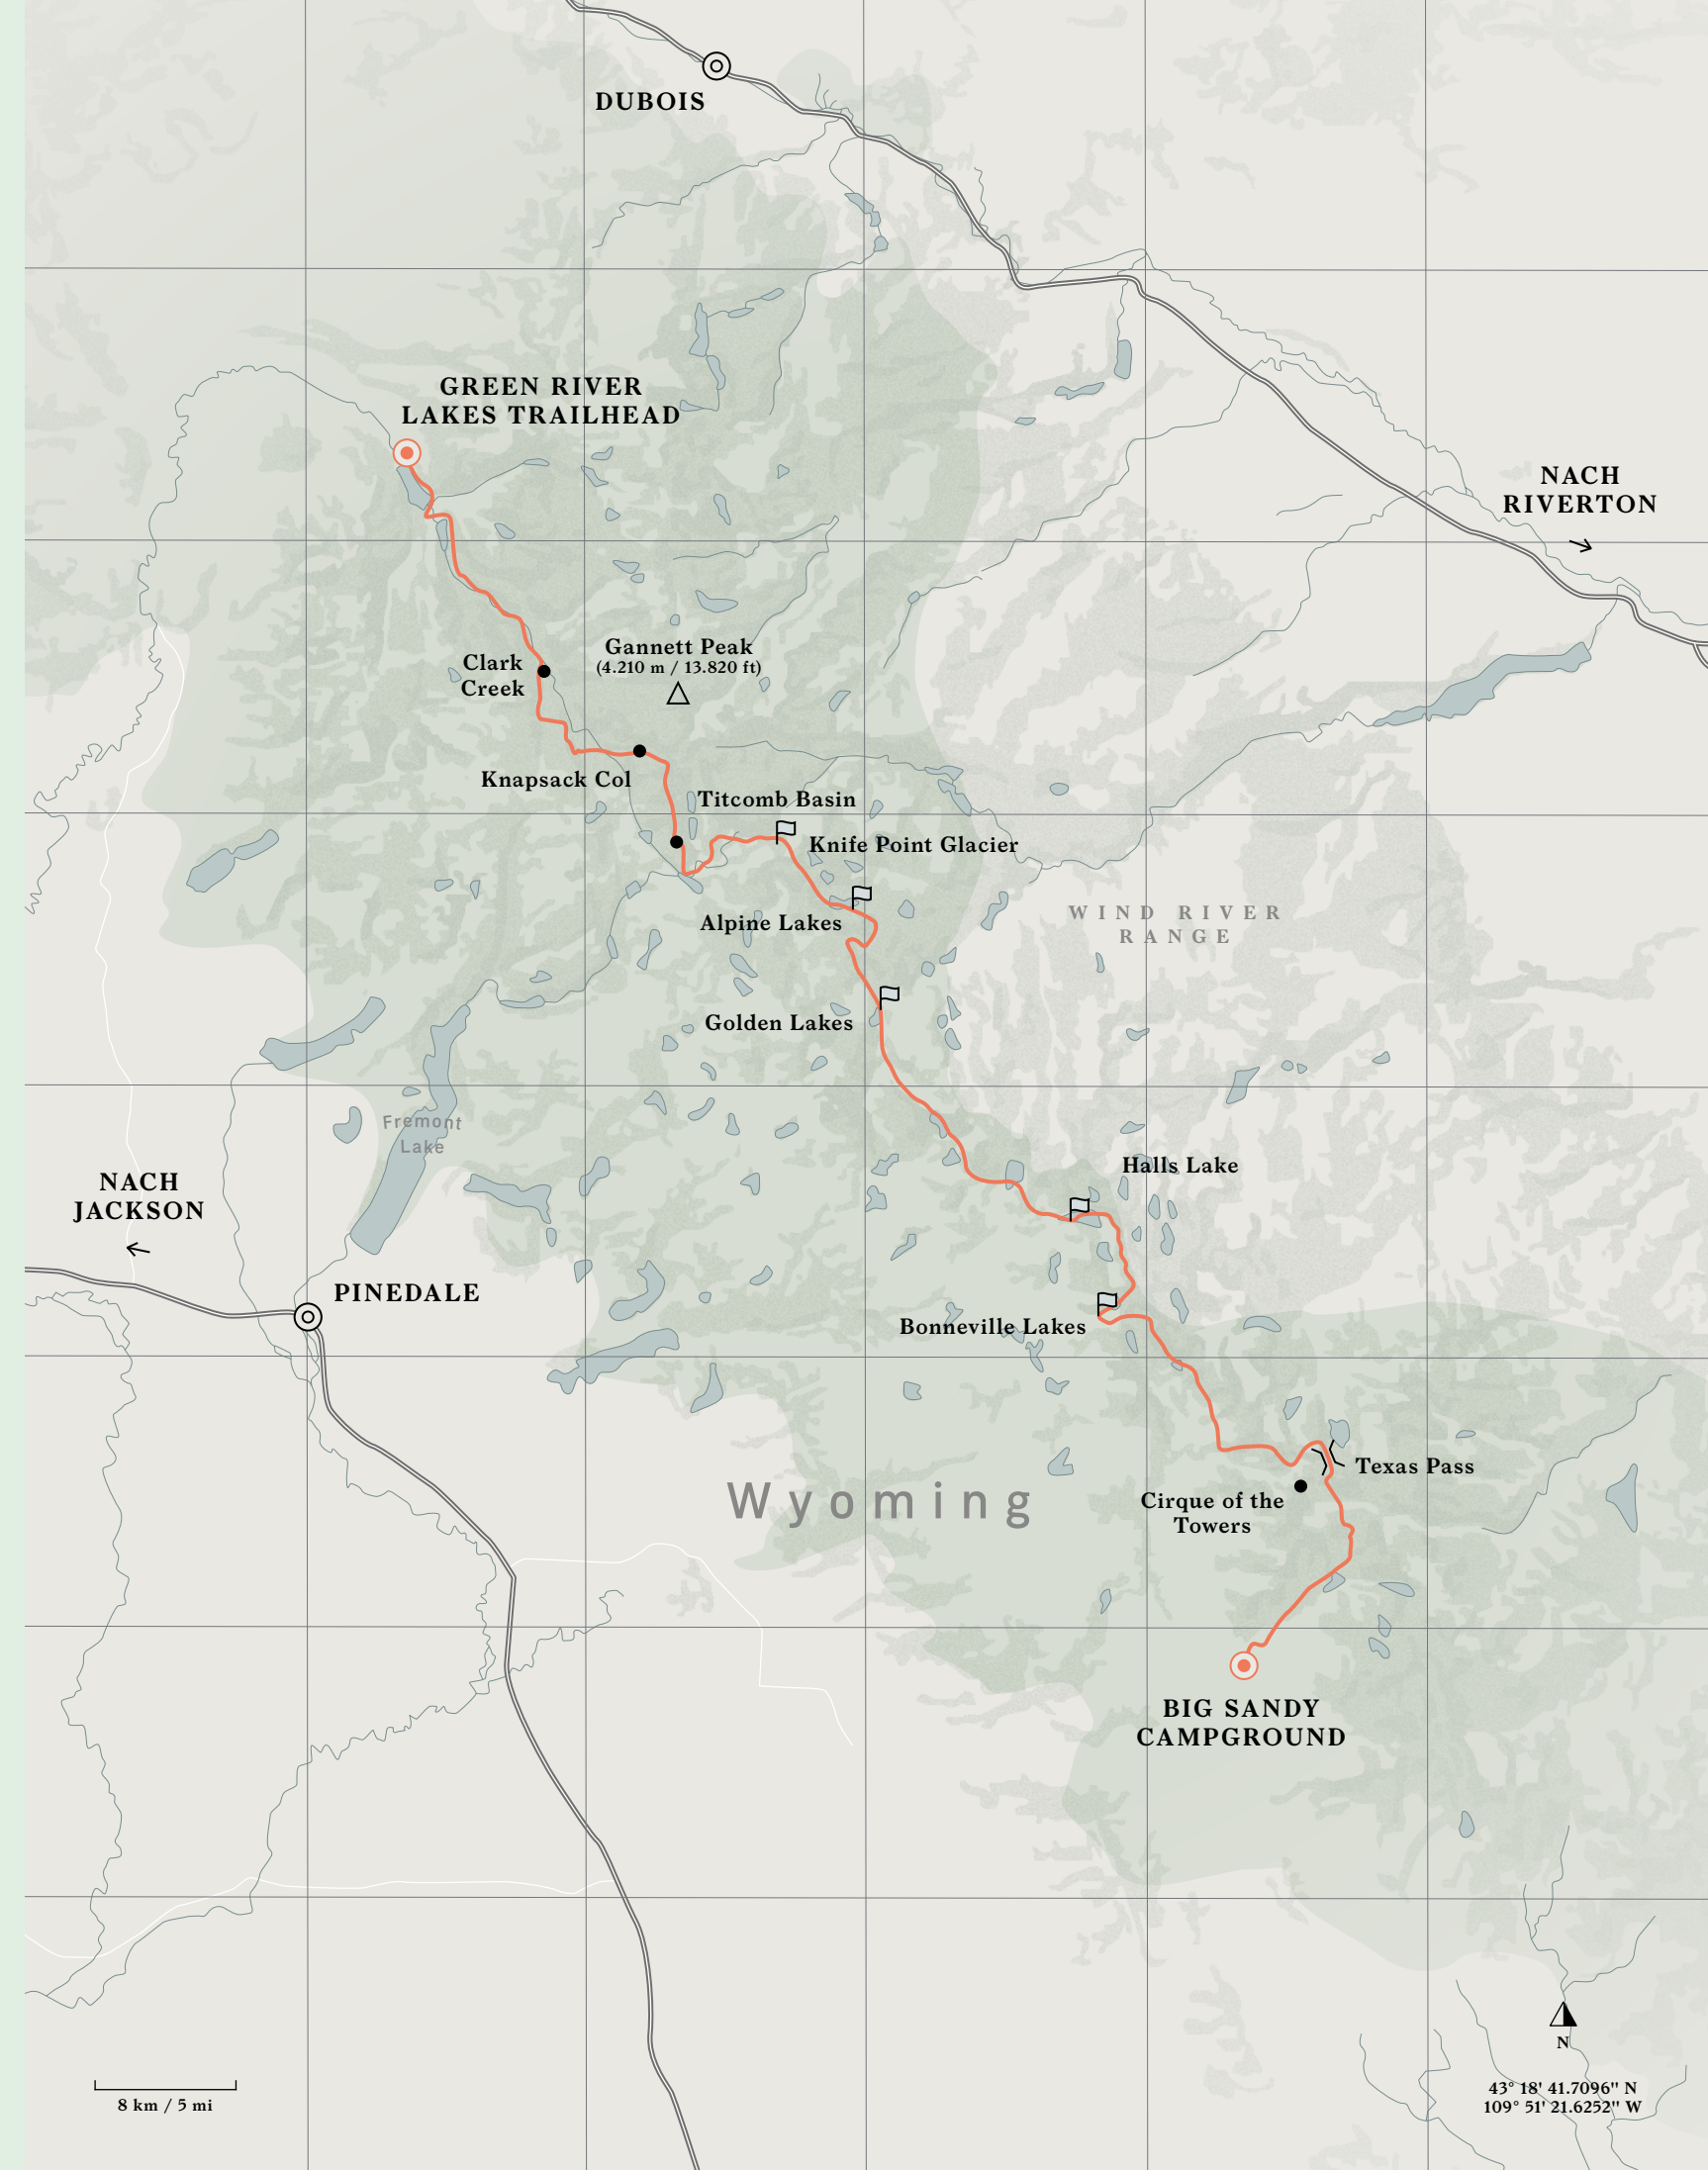 DUBOIS
GREEN RIVER
LAKES TRAILHEAD
NACH
RIVERTON
Gannett Peak
(4.210 m / 13.820 ft)
Clark
Creek
Knapsack Col
Titcomb Basin
Knife Point Glacier
Alpine Lakes
WIND RIVER
RANGE
Golden Lakes
Fremont
Lake
Halls Lake
NACH
JACKSON
PINEDALE
Bonneville Lakes
Texas Pass
Wyoming
Cirque of the
Towers
BIG SANDY
CAMPGROUND
N
8 km / 5 mi
43° 18' 41.7096" N
109° 51' 21.6252" W